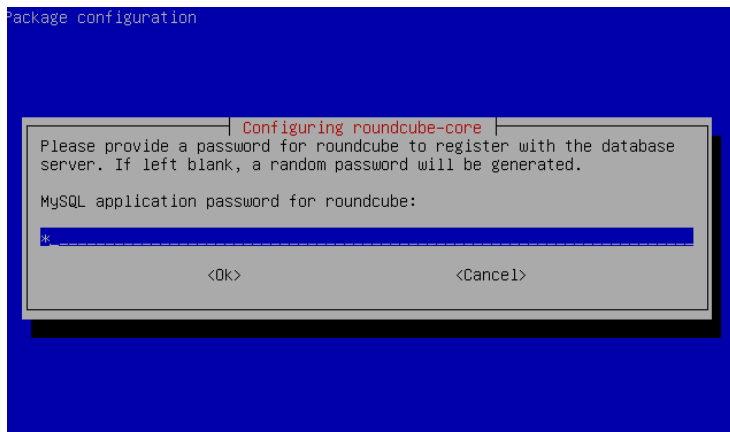 Package configuration
Configuring roundcube-core
Please provide a password for roundcube to register with the database
server. If left blank, a random password will be generated.
MySQL application password for roundcube:
*
<Ok> <Cancel>